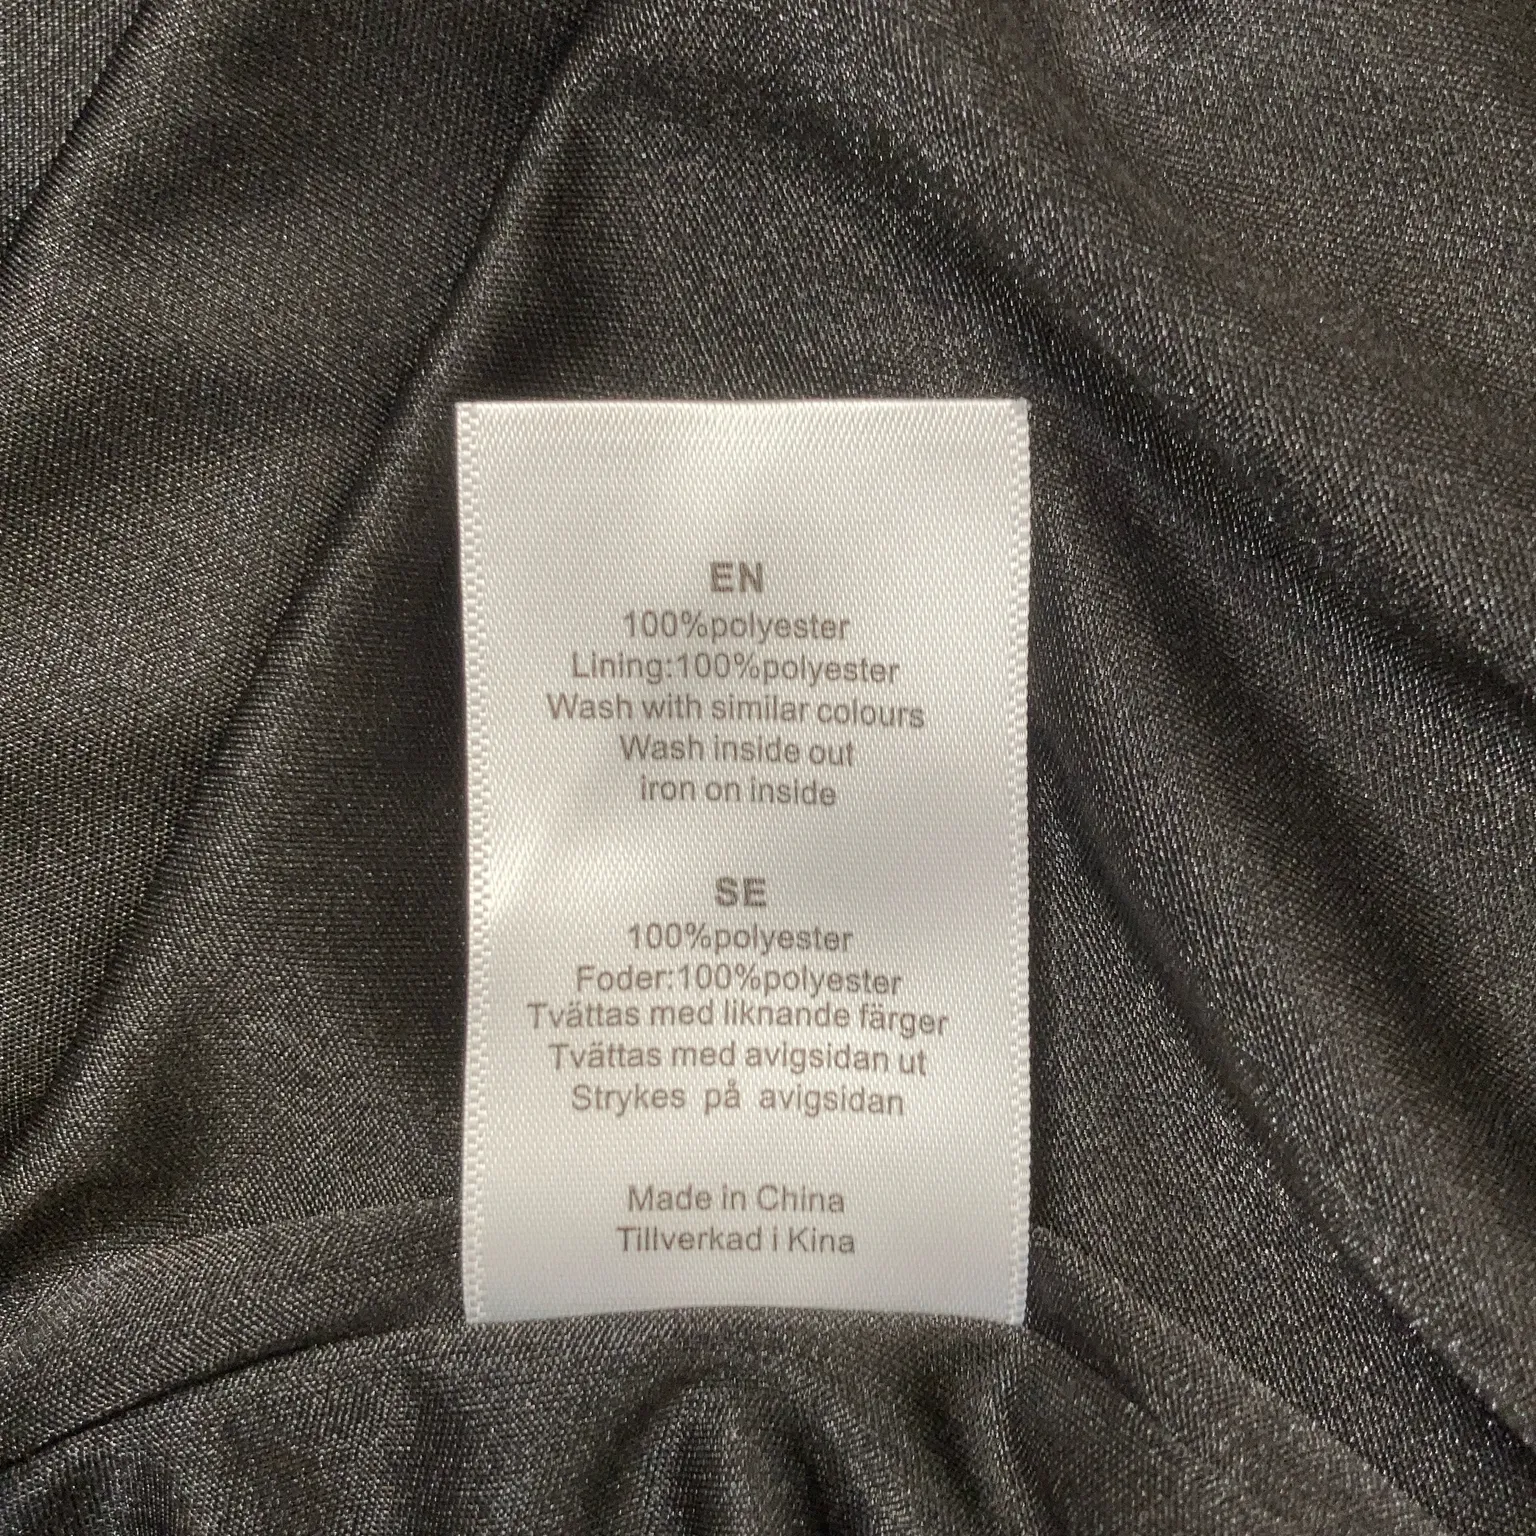 EN
100%polyester
Lining:100%polyester
Wash with similar colours
Wash inside out
iron on inside
SE
100%polyester
Foder:100%polyester
Tvättas med liknande färger
Tvättas med avigsidan ut
Strykes på avigsidan
Made in China
Tillverkad i Kina